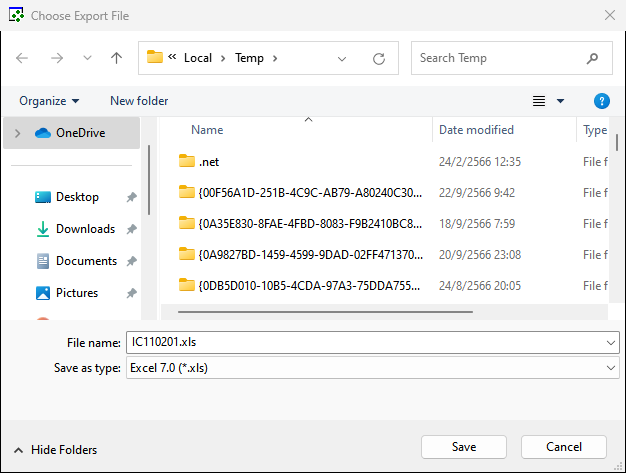 Choose Export File
Local Temp Search Temp
Organize New folder
OneDrive
Desktop
Downloads
Documents
Pictures
Name Date modified Type
.net 24/2/2566 12:35 File f
{00F56A1D-251B-4C9C-AB79-A80240C30... 22/9/2566 9:42 File f
{0A35E830-8FAE-4FBD-8083-F9B2410BC8... 18/9/2566 7:59 File f
{0A9827BD-1459-4599-9DAD-02FF471370... 20/9/2566 23:08 File f
{0DB5D010-10B5-4CDA-97A3-75DDA755... 24/8/2566 20:05 File f
File name: IC110201.xls
Save as type: Excel 7.0 (*.xls)
Hide Folders Save Cancel